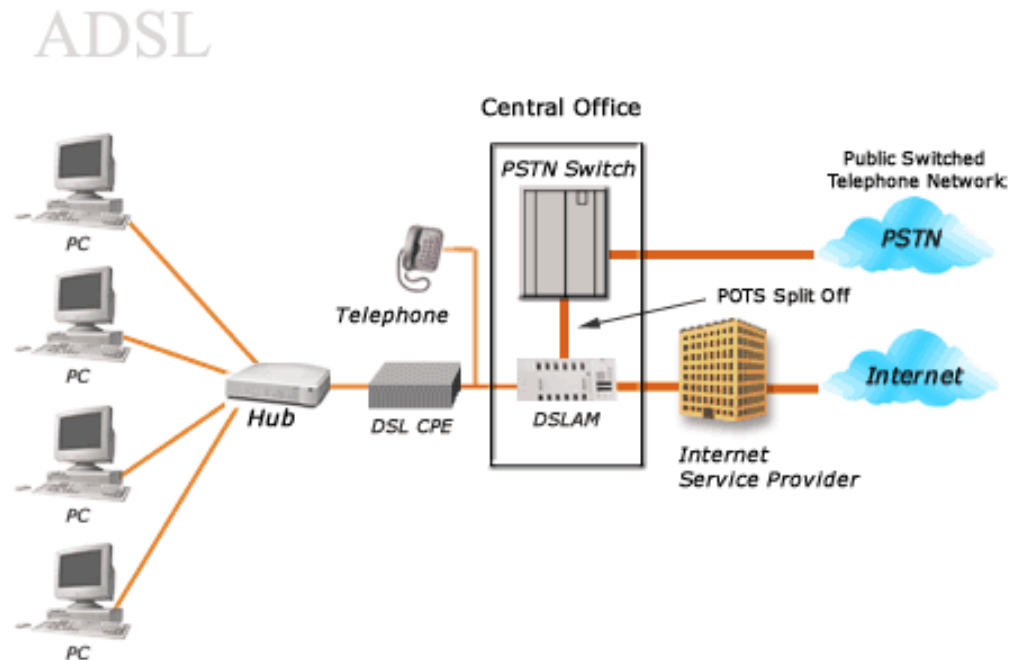 ADSL
Central Office
PSTN Switch
Public Switched
Telephone Network:
PSTN
PC
Telephone
POTS Split Off
PC
Hub
DSL CPE
DSLAM
Internet
Internet
Service Provider
PC
PC